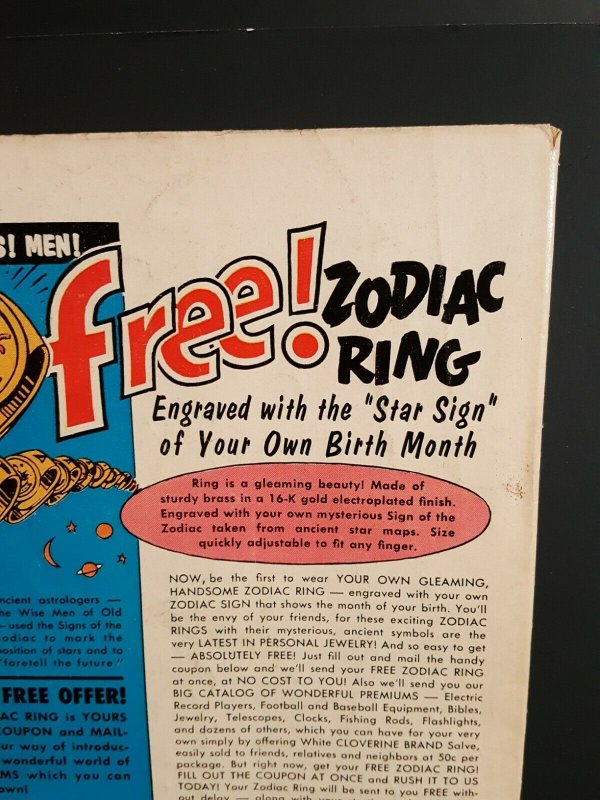 S! MEN!
free! ZODIAC
RING
Engraved with the "Star Sign"
of Your Own Birth Month
Ring is a gleaming beauty! Made of
sturdy brass in a 16-K gold electroplated finish.
Engraved with your own mysterious Sign of the
Zodiac taken from ancient star maps. Size
quickly adjustable to fit any finger.
NOW, be the first to wear YOUR OWN GLEAMING,
HANDSOME ZODIAC RING — engraved with your own
ZODIAC SIGN that shows the month of your birth. You'll
be the envy of your friends, for these exciting ZODIAC
RINGS with their mysterious, ancient symbols are the
very LATEST IN PERSONAL JEWELRY! And so easy to get
— ABSOLUTELY FREE! Just fill out and mail the handy
coupon below and we'll send your FREE ZODIAC RING
at once, at NO COST TO YOU! Also we'll send you our
BIG CATALOG OF WONDERFUL PREMIUMS — Electric
Record Players, Football and Baseball Equipment, Bibles,
Jewelry, Telescopes, Clocks, Fishing Rods, Flashlights,
and dozens of others, which you can have for your very
own simply by offering White CLOVERINE BRAND Salve,
easily sold to friends, relatives and neighbors at 50c per
package. But right now, get your FREE ZODIAC RING!
FILL OUT THE COUPON AT ONCE and RUSH IT TO US
TODAY! Your Zodiac Ring will be sent to you FREE with-
out delay — along with
ncient astrologers —
he Wise Men of Old
— used the Signs of the
odiac to mark the
osition of stars and to
"foretell the future"
FREE OFFER!
AC RING is YOURS
COUPON and MAIL-
ur way of introduc-
wonderful world of
MS which you can
own!